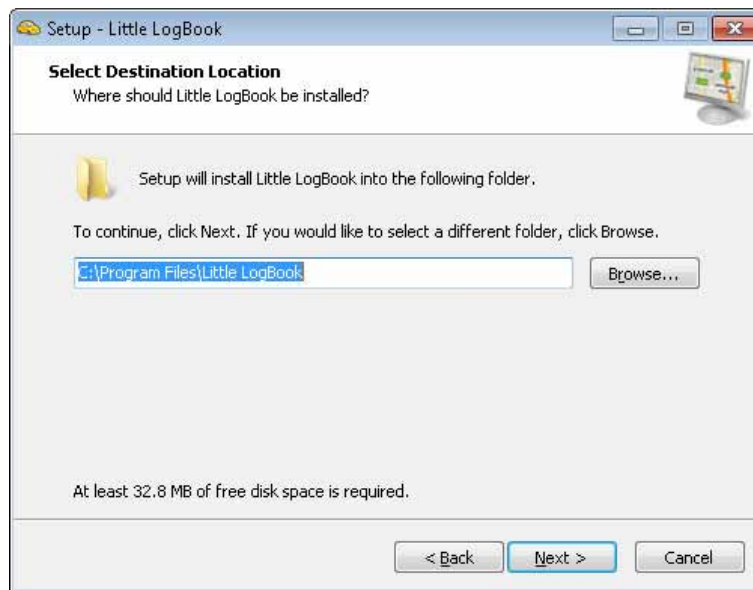 Setup - Little LogBook
Select Destination Location
Where should Little LogBook be installed?
Setup will install Little LogBook into the following folder.
To continue, click Next. If you would like to select a different folder, click Browse.
C:\Program Files\Little LogBook
Browse...
At least 32.8 MB of free disk space is required.
< Back
Next >
Cancel